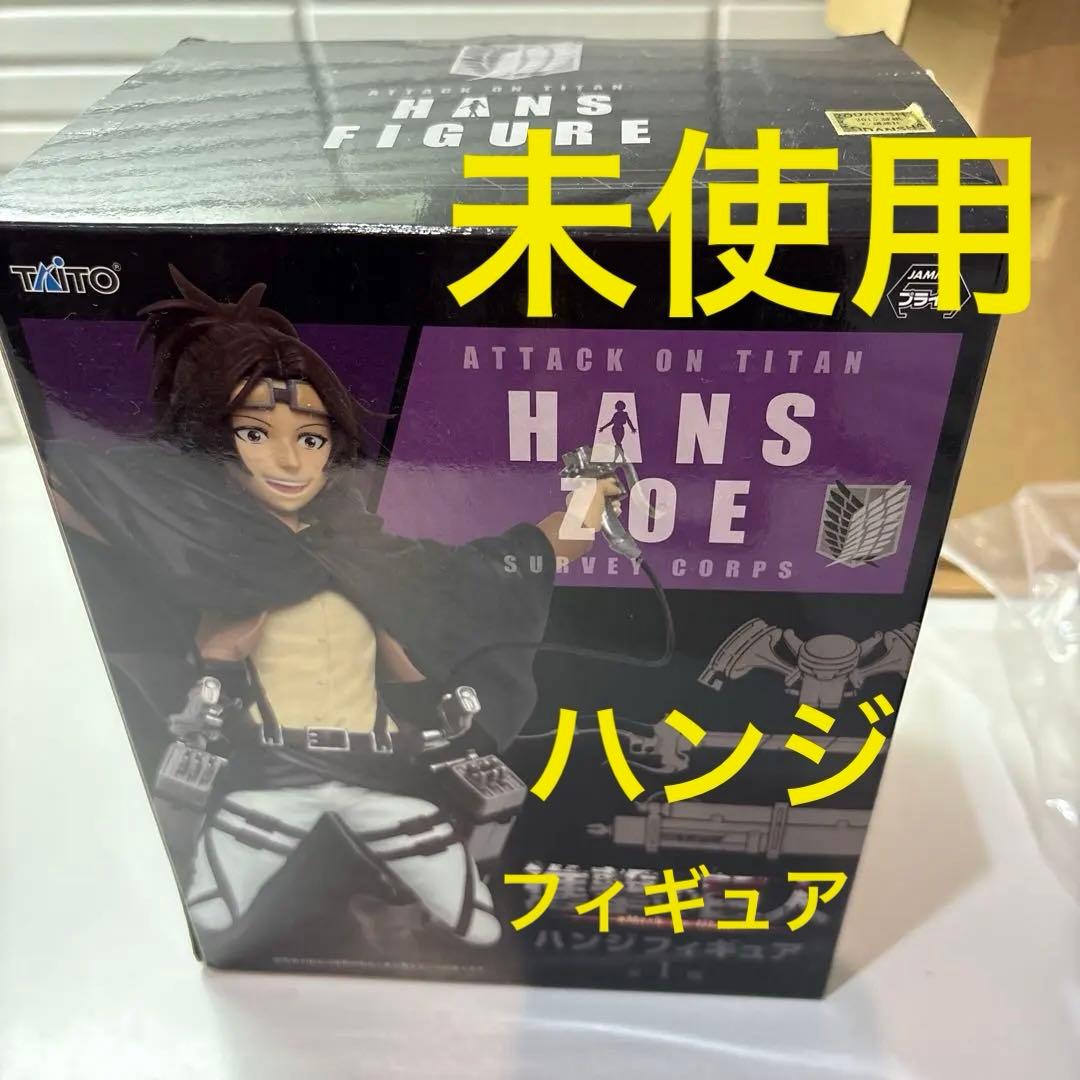 ATTACK ON TITAN
HANS
FIGURE
未使用
TAITO®
ATTACK ON TITAN
HANS
ZOE
SURVEY CORPS
ハンジ
フィギュア
ハンジフィギュア